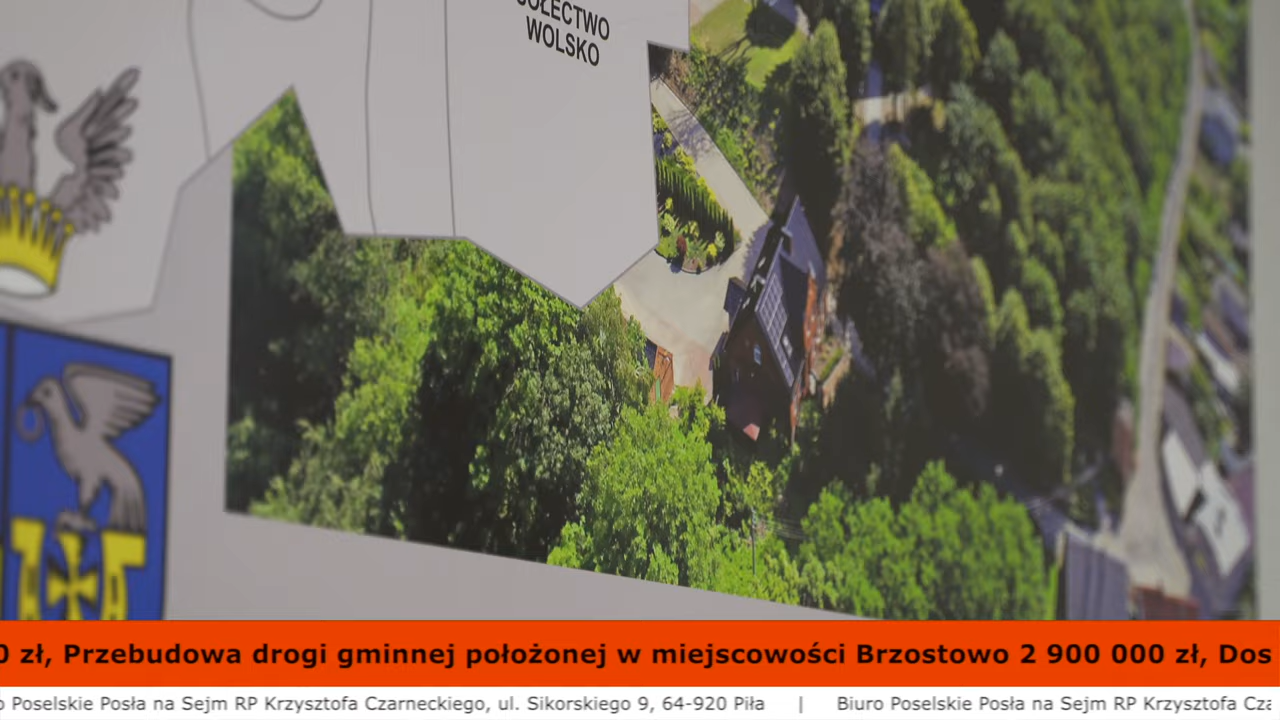 SOŁECTWO
WOLSKO
0 zł, Przebudowa drogi gminnej położonej w miejscowości Brzostowo 2 900 000 zł, Dos
o Poselskie Posła na Sejm RP Krzysztofa Czarneckiego, ul. Sikorskiego 9, 64-920 Piła | Biuro Poselskie Posła na Sejm RP Krzysztofa Cza